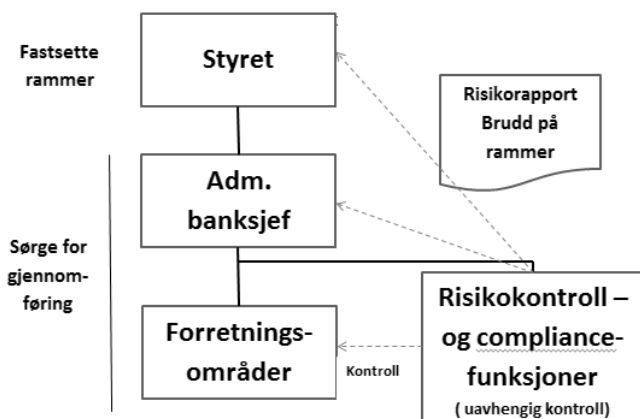 Fastsette
rammer
Styret
Risikorapport
Brudd på
rammer
Adm.
banksjef
Sørge for
gjennom-
føring
Forretnings-
områder
Kontroll
Risikokontroll –
og compliance-
funksjoner
( uavhengig kontroll)